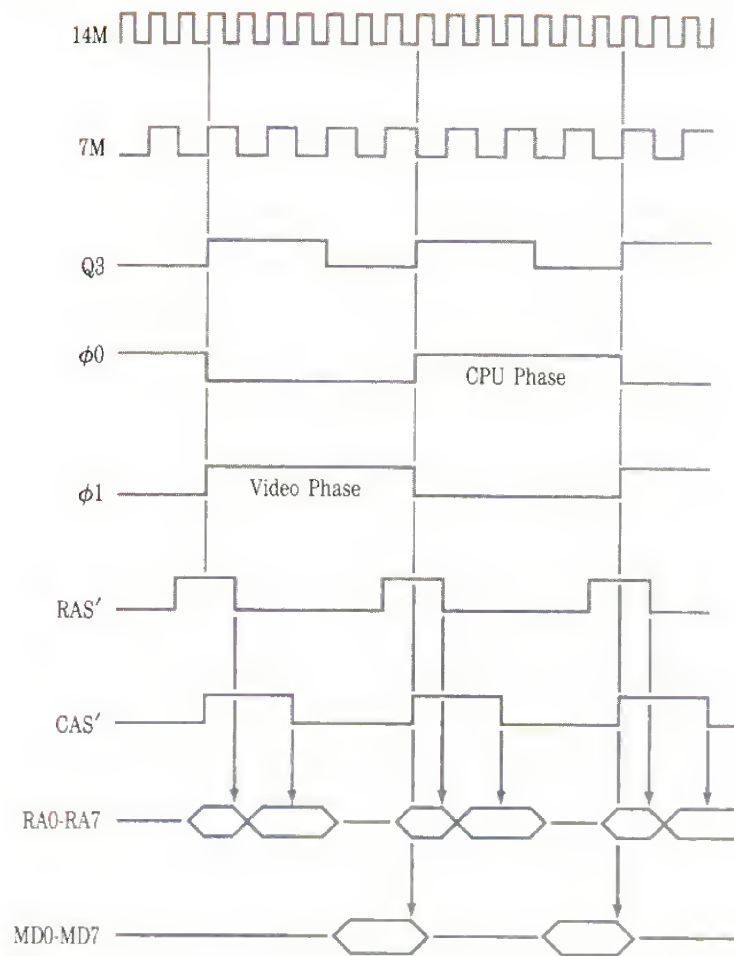 14M
7M
Q3
ϕ0
CPU Phase
ϕ1
Video Phase
RAS′
CAS′
RA0-RA7
MD0-MD7